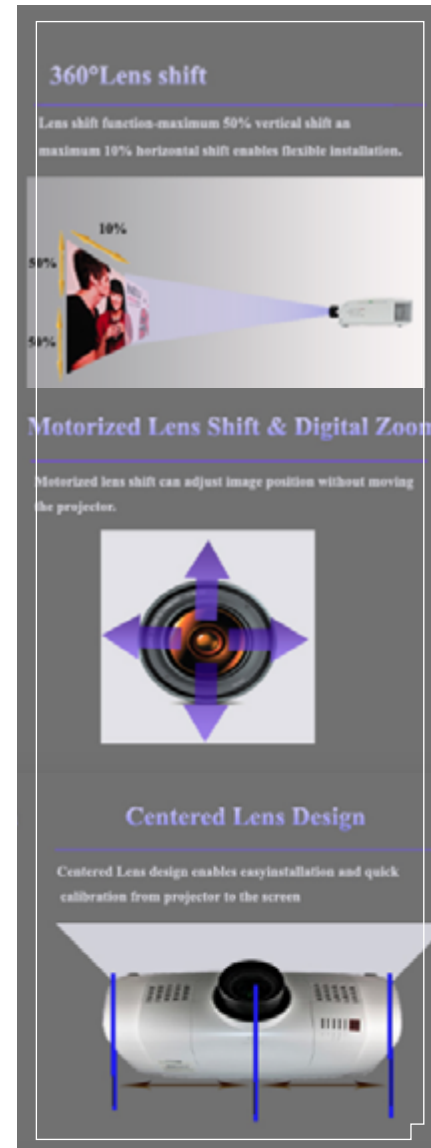 360°Lens shift
Lens shift function-maximum 50% vertical shift an
maximum 10% horizontal shift enables flexible installation.
10%
50%
50%
Motorized Lens Shift & Digital Zoom
Motorized lens shift can adjust image position without moving
the projector.
Centered Lens Design
Centered Lens design enables easyinstallation and quick
calibration from projector to the screen